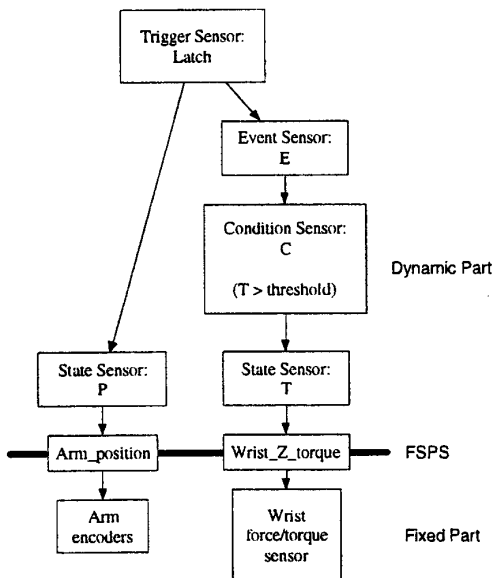 Trigger Sensor:
Latch
Event Sensor:
E
Condition Sensor:
C
(T > threshold)
Dynamic Part
State Sensor:
P
State Sensor:
T
Arm_position
Wrist_Z_torque
FSPS
Arm
encoders
Wrist
force/torque
sensor
Fixed Part